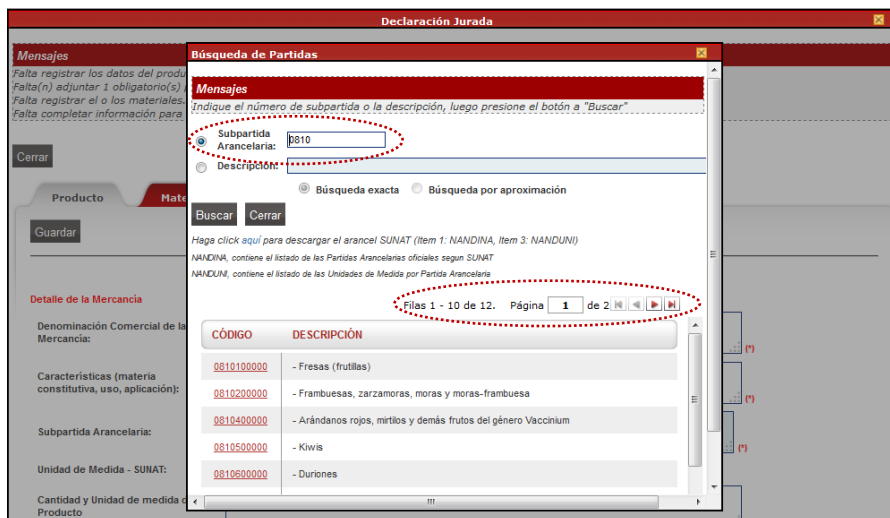 Declaración Jurada
Mensajes
Falta registrar los datos del produ
Falta(n) adjuntar 1 obligatorio(s)
Falta registrar el o los materiales.
Falta completar información para
Cerrar
Producto
Mate
Guardar
Detalle de la Mercancía
Denominación Comercial de la
Mercancía:
(*)
Características (materia
constitutiva, uso, aplicación):
(*)
Subpartida Arancelaria:
(*)
Unidad de Medida - SUNAT:
Cantidad y Unidad de medida d
Producto
Búsqueda de Partidas
Mensajes
Indique el número de subpartida o la descripción, luego presione el botón a "Buscar"
Subpartida
Arancelaria:
0810
Descripción:
Búsqueda exacta
Búsqueda por aproximación
Buscar
Cerrar
Haga click aquí para descargar el arancel SUNAT (Item 1: NANDINA, Item 3: NANDUNI)
NANDINA, contiene el listado de las Partidas Arancelarias oficiales segun SUNAT
NANDUNI, contiene el listado de las Unidades de Medida por Partida Arancelaria
Filas 1 - 10 de 12. Página 1 de 2
CÓDIGO DESCRIPCIÓN
0810100000 - Fresas (frutillas)
0810200000 - Frambuesas, zarzamoras, moras y moras-frambuesa
0810400000 - Arándanos rojos, mirtilos y demás frutos del género Vaccinium
0810500000 - Kiwis
0810600000 - Duriones